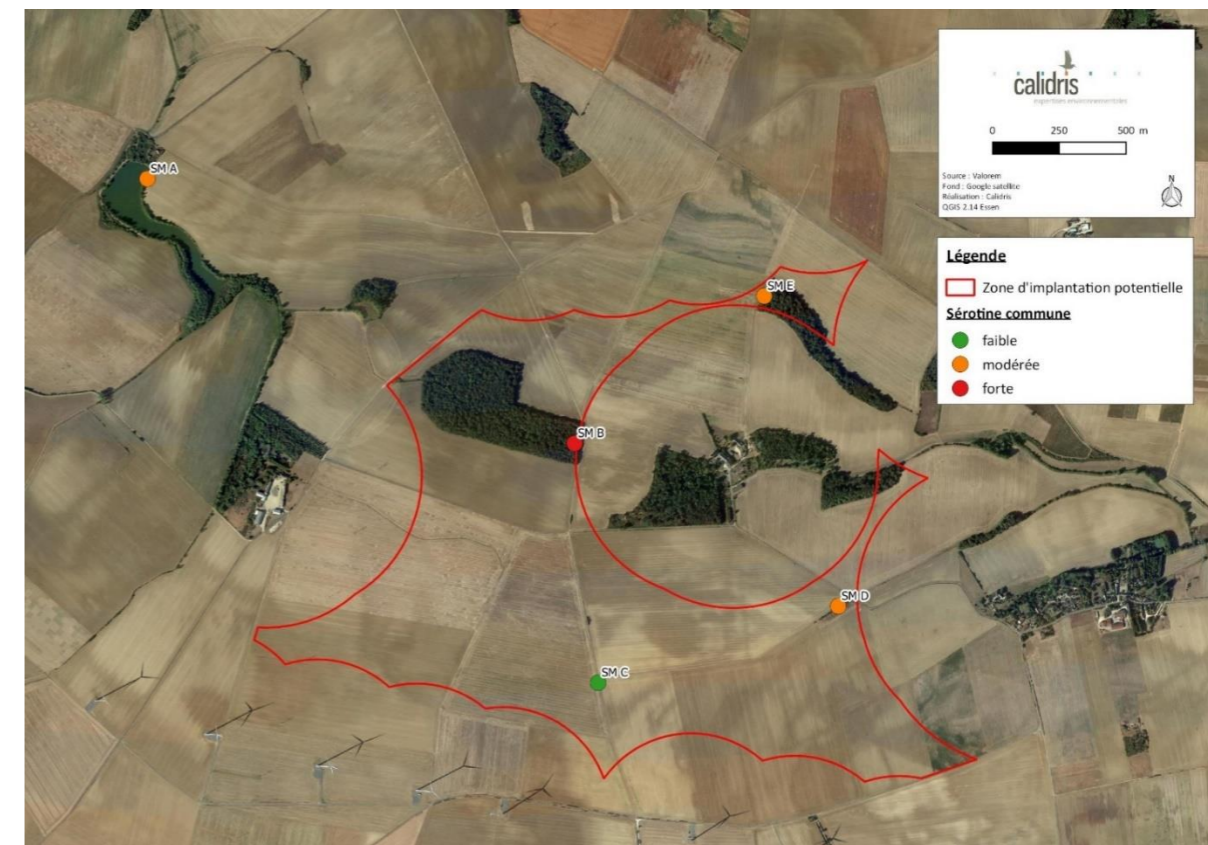 SM A
SM E
SM B
SM D
SM C
calidris
expertises environnementales
0 250 500 m
Source : Valorem
Fond : Google satellite
Réalisation : Calidris
QGIS 2.14 Essen
N
Légende
Zone d'implantation potentielle
Sérotine commune
faible
modérée
forte